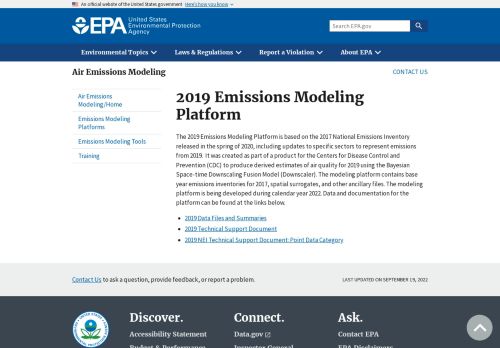 An official website of the United States government Here's how you know
EPA
United States
Environmental Protection
Agency
Search EPA.gov
Environmental Topics
Laws & Regulations
Report a Violation
About EPA
Air Emissions Modeling
CONTACT US
Air Emissions
Modeling/Home
Emissions Modeling
Platforms
Emissions Modeling Tools
Training
2019 Emissions Modeling
Platform
The 2019 Emissions Modeling Platform is based on the 2017 National Emissions Inventory
released in the spring of 2020, including updates to specific sectors to represent emissions
from 2019. It was created as part of a product for the Centers for Disease Control and
Prevention (CDC) to produce derived estimates of air quality for 2019 using the Bayesian
Space-time Downscaling Fusion Model (Downscaler). The modeling platform contains base
year emissions inventories for 2017, spatial surrogates, and other ancillary files. The modeling
platform is being developed during calendar year 2022. Data and documentation for the
platform can be found at the links below.
2019 Data Files and Summaries
2019 Technical Support Document
2019 NEI Technical Support Document: Point Data Category
Contact Us to ask a question, provide feedback, or report a problem.
LAST UPDATED ON SEPTEMBER 19, 2022
Discover.
Connect.
Ask.
Accessibility Statement
Data.gov
Contact EPA
Budget & Performance
Inspector General
EPA Disclaimers